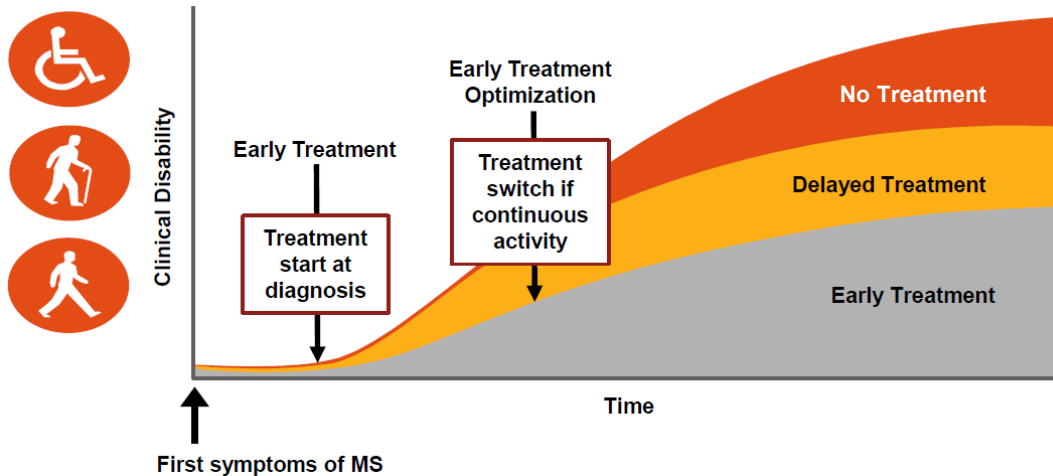 Clinical Disability
Early Treatment
Treatment
start at
diagnosis
Early Treatment
Optimization
Treatment
switch if
continuous
activity
No Treatment
Delayed Treatment
Early Treatment
Time
First symptoms of MS